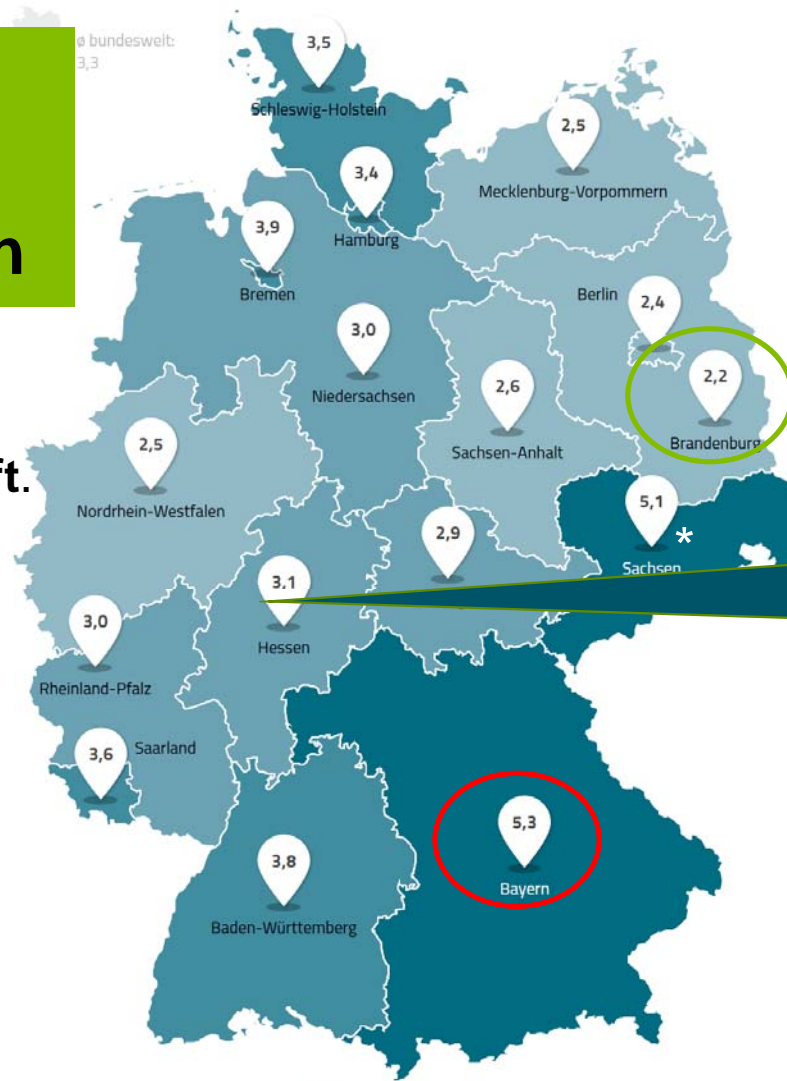 ø bundesweit:
3,3
n
ft.
3,5
Schleswig-Holstein
3,4
Hamburg
2,5
Mecklenburg-Vorpommern
3,9
Bremen
3,0
Niedersachsen
Berlin
2,4
2,2
Brandenburg
2,6
Sachsen-Anhalt
2,5
Nordrhein-Westfalen
5,1
*
Sachsen
2,9
3,1
Hessen
3,0
Rheinland-Pfalz
3,6
Saarland
3,8
Baden-Württemberg
5,3
Bayern